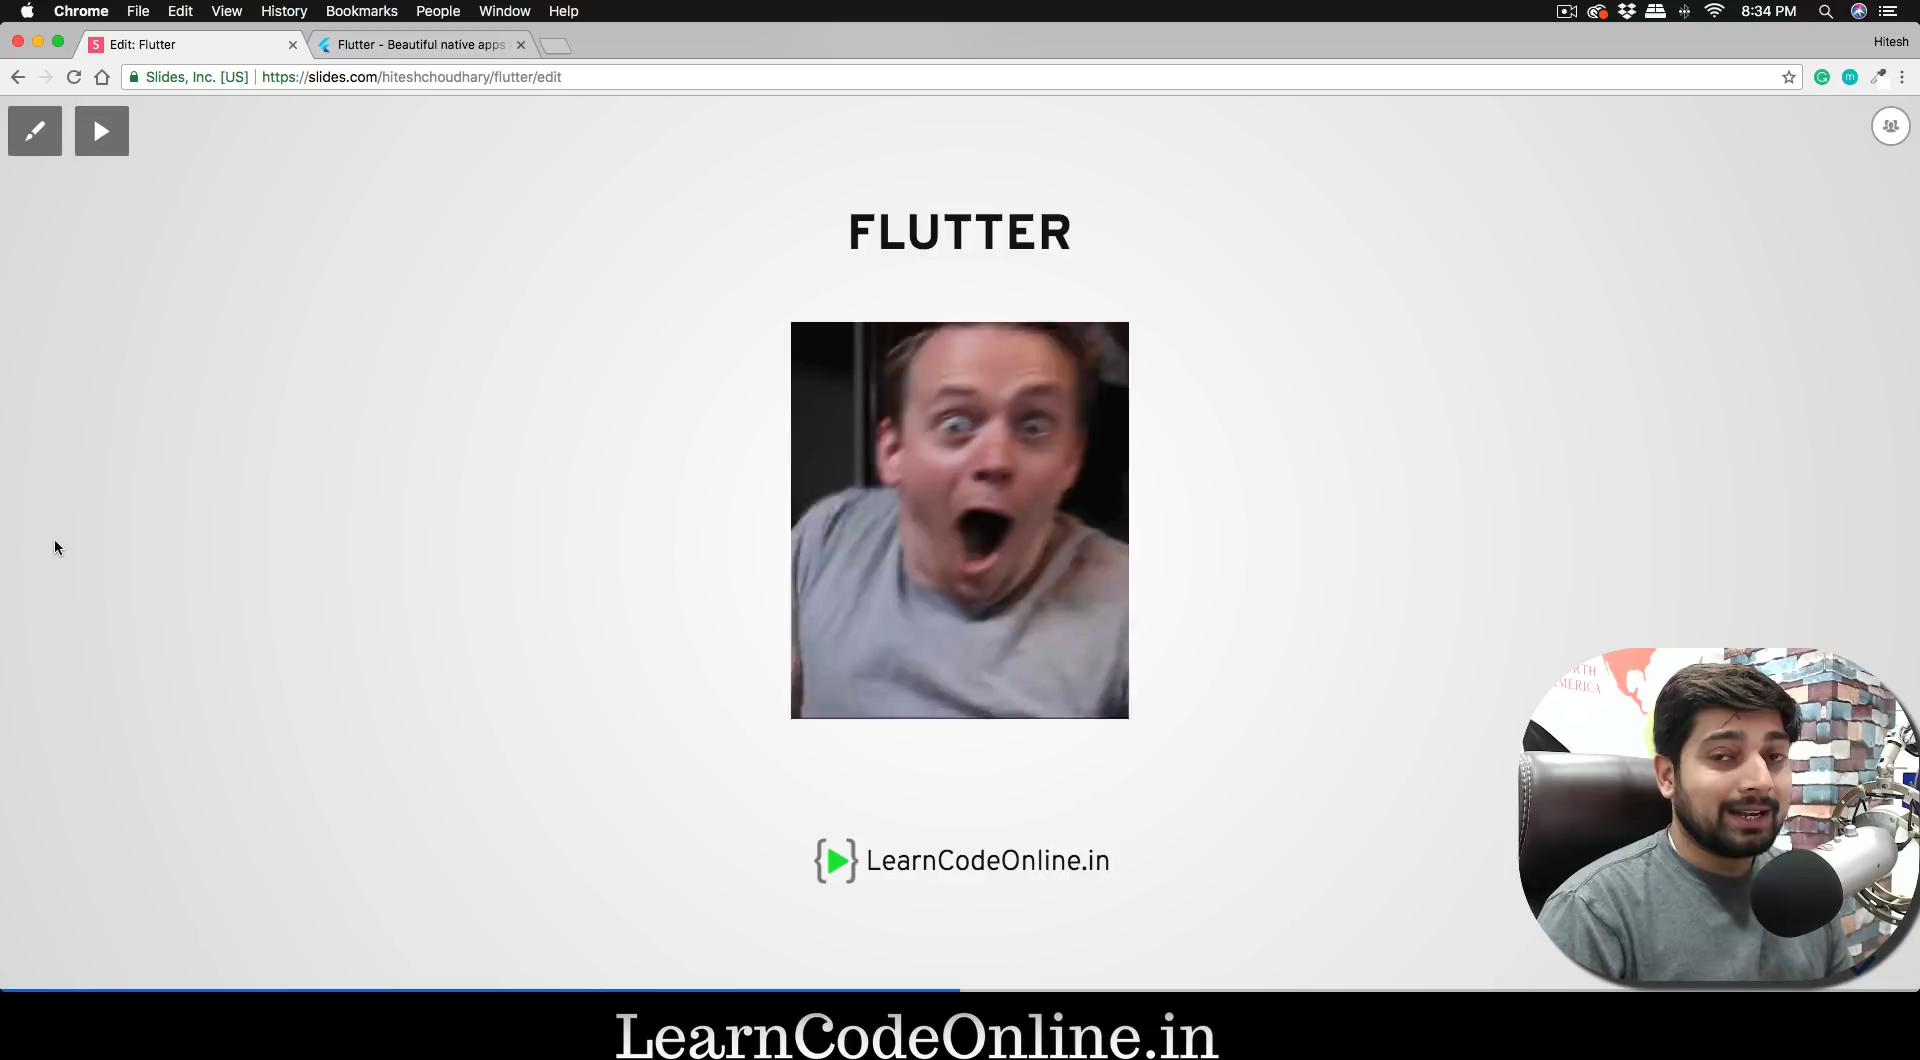 Chrome File Edit View History Bookmarks People Window Help 8:34 PM
Edit: Flutter Flutter - Beautiful native apps Hitesh
Slides, Inc. [US] https://slides.com/hiteshchoudhary/flutter/edit
FLUTTER
AMERICA
{▶} LearnCodeOnline.in
LearnCodeOnline.in